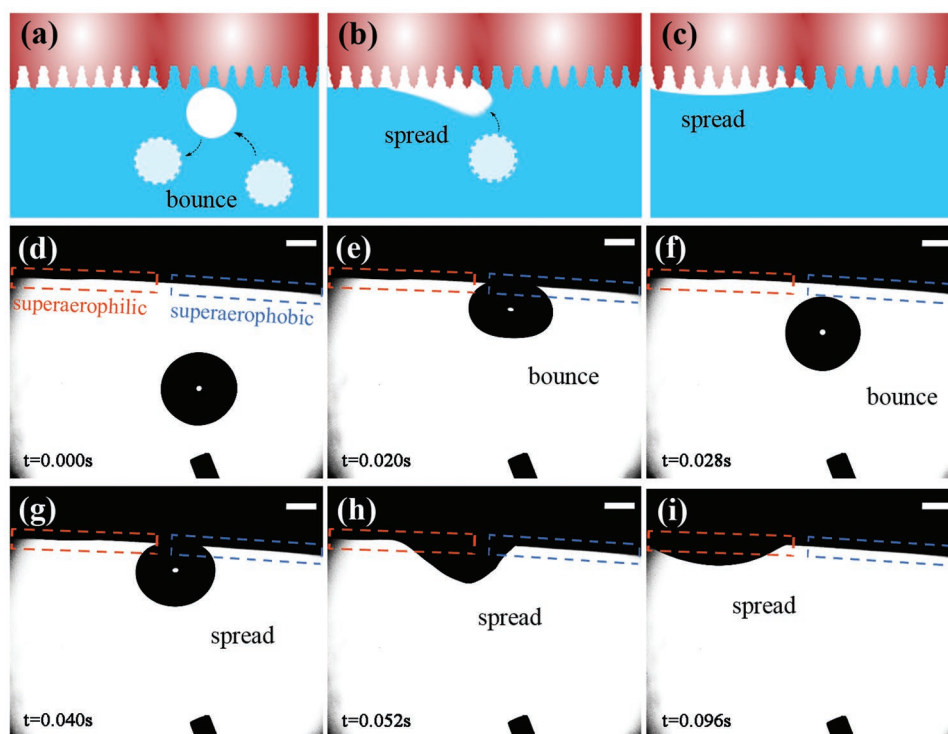 (a)
bounce
(b)
spread
(c)
spread
(d)
superaerophilic
superaerophobic
t=0.000s
(e)
bounce
t=0.020s
(f)
bounce
t=0.028s
(g)
spread
t=0.040s
(h)
spread
t=0.052s
(i)
spread
t=0.096s